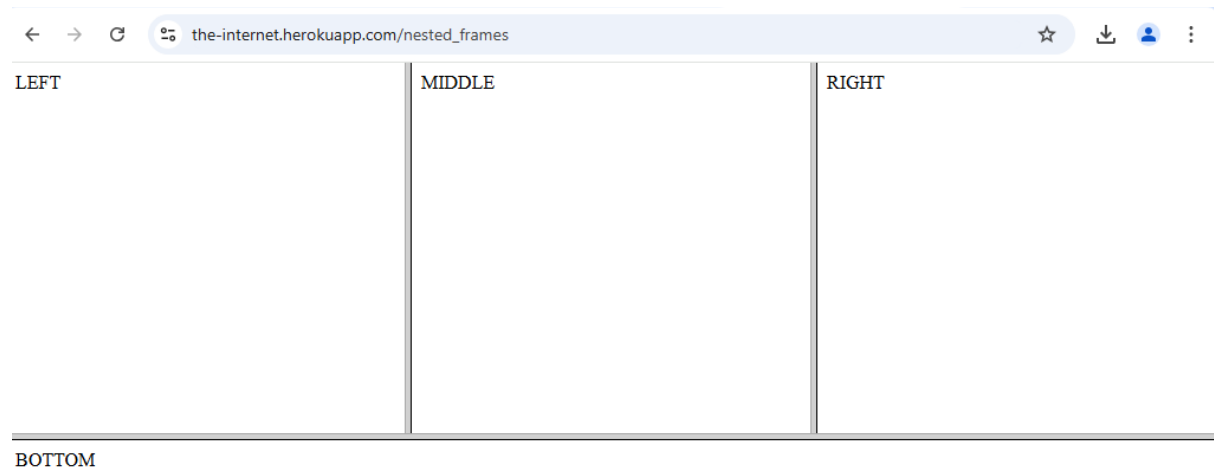 the-internet.herokuapp.com/nested_frames
LEFT
MIDDLE
RIGHT
BOTTOM